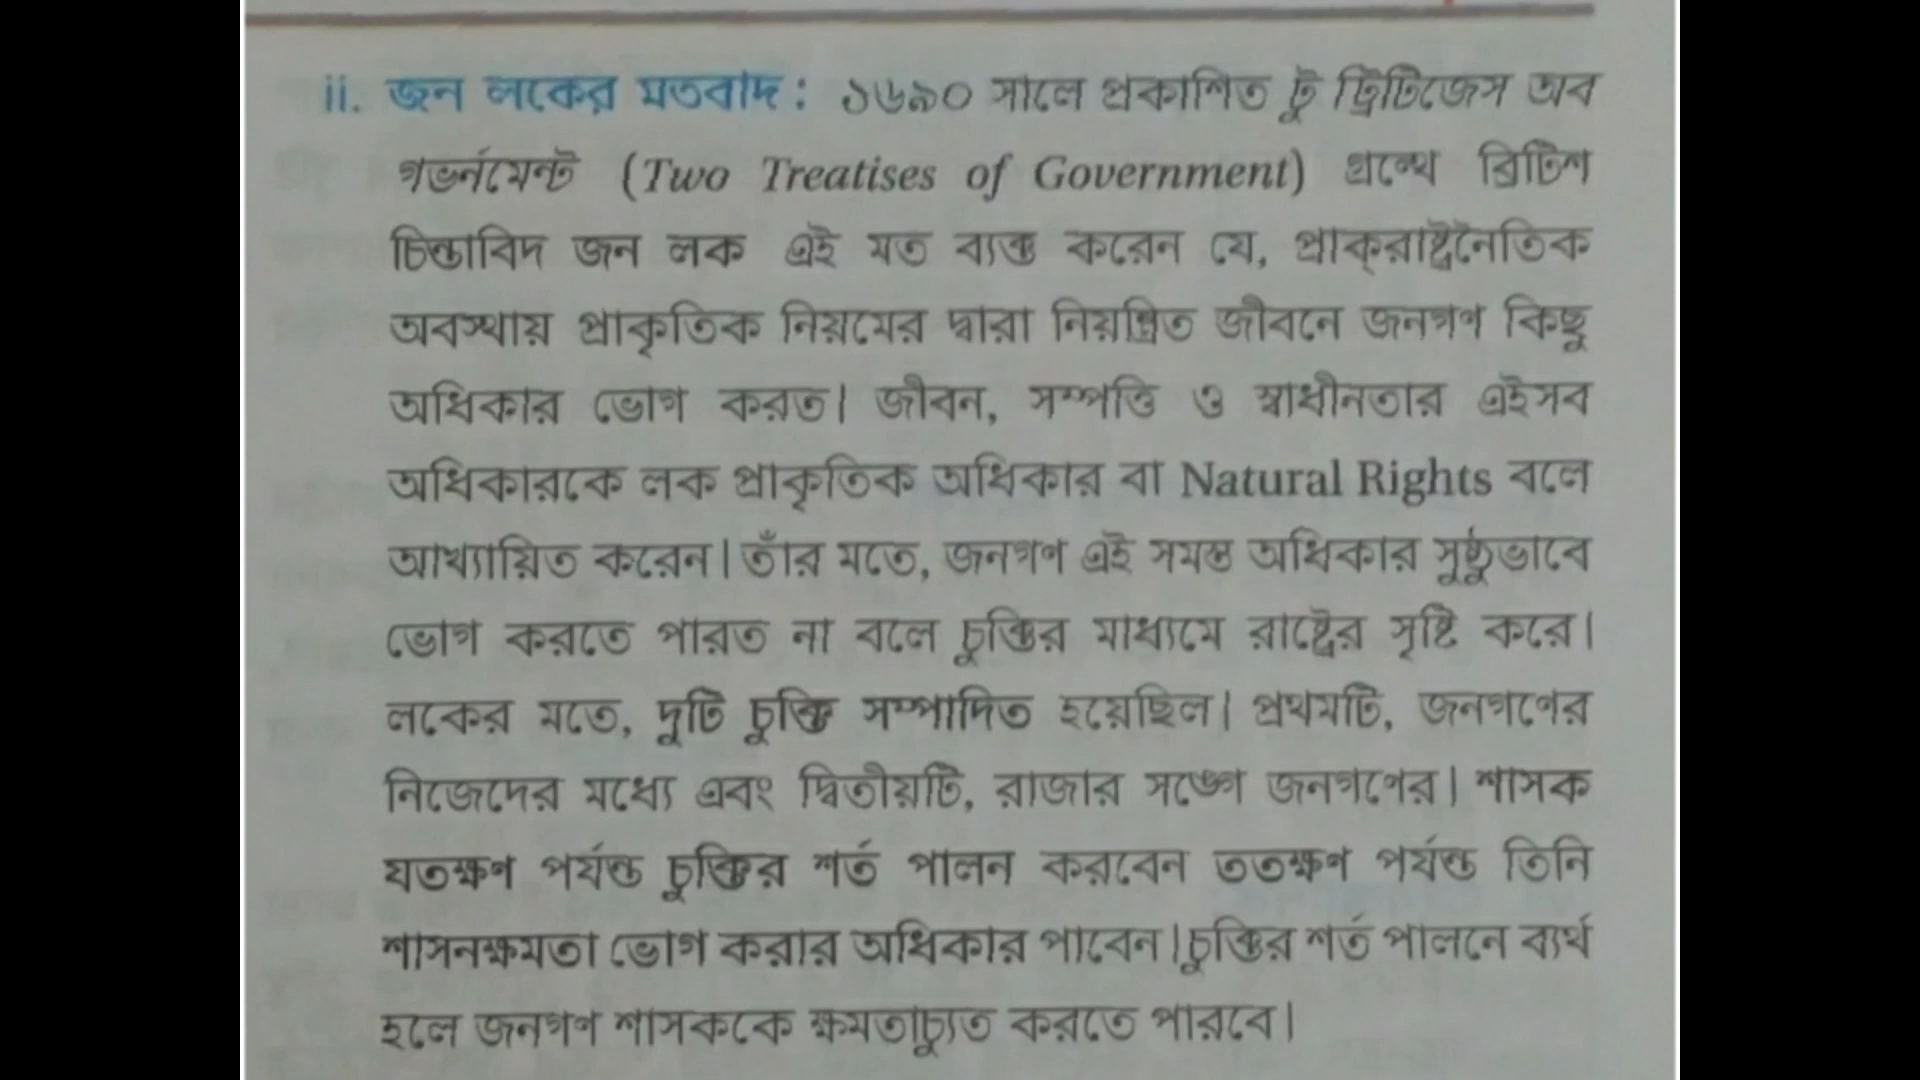 ii. জন লকের মতবাদ : ১৬৯০ সালে প্রকাশিত টু ট্রিটিজেস অব
গভর্নমেন্ট (Two Treatises of Government) গ্রন্থে ব্রিটিশ
চিন্তাবিদ জন লক এই মত ব্যক্ত করেন যে, প্রাক্‌রাষ্ট্রনৈতিক
অবস্থায় প্রাকৃতিক নিয়মের দ্বারা নিয়ন্ত্রিত জীবনে জনগণ কিছু
অধিকার ভোগ করত। জীবন, সম্পত্তি ও স্বাধীনতার এইসব
অধিকারকে লক প্রাকৃতিক অধিকার বা Natural Rights বলে
আখ্যায়িত করেন। তাঁর মতে, জনগণ এই সমস্ত অধিকার সুষ্ঠুভাবে
ভোগ করতে পারত না বলে চুক্তির মাধ্যমে রাষ্ট্রের সৃষ্টি করে।
লকের মতে, দুটি চুক্তি সম্পাদিত হয়েছিল। প্রথমটি, জনগণের
নিজেদের মধ্যে এবং দ্বিতীয়টি, রাজার সঙ্গে জনগণের। শাসক
যতক্ষণ পর্যন্ত চুক্তির শর্ত পালন করবেন ততক্ষণ পর্যন্ত তিনি
শাসনক্ষমতা ভোগ করার অধিকার পাবেন। চুক্তির শর্ত পালনে ব্যর্থ
হলে জনগণ শাসককে ক্ষমতাচ্যুত করতে পারবে।